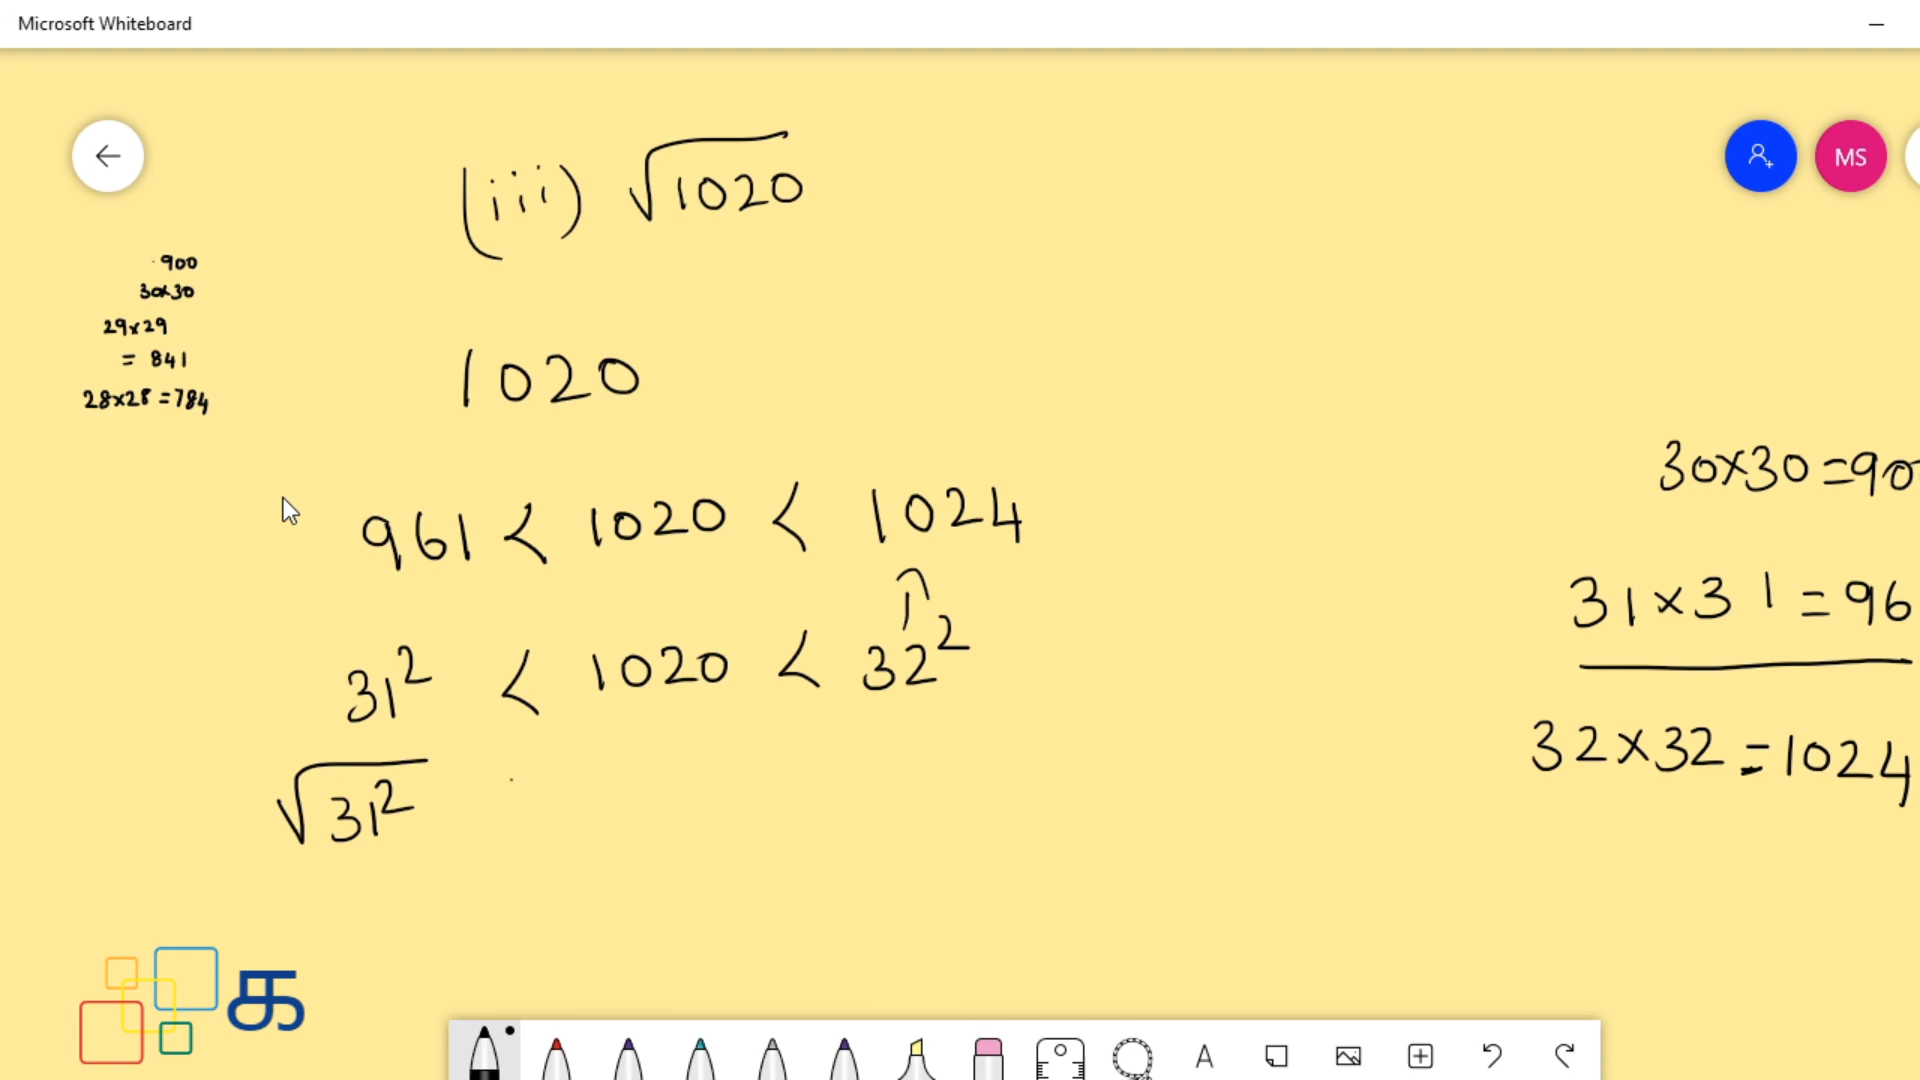 Microsoft Whiteboard
MS
(iii) √1020
900
30x30
29x29
= 841
28x28 = 784
1020
961 < 1020 < 1024
31² < 1020 < 32²
√31²
30x30=90
31x31=96
32x32=1024
க
A